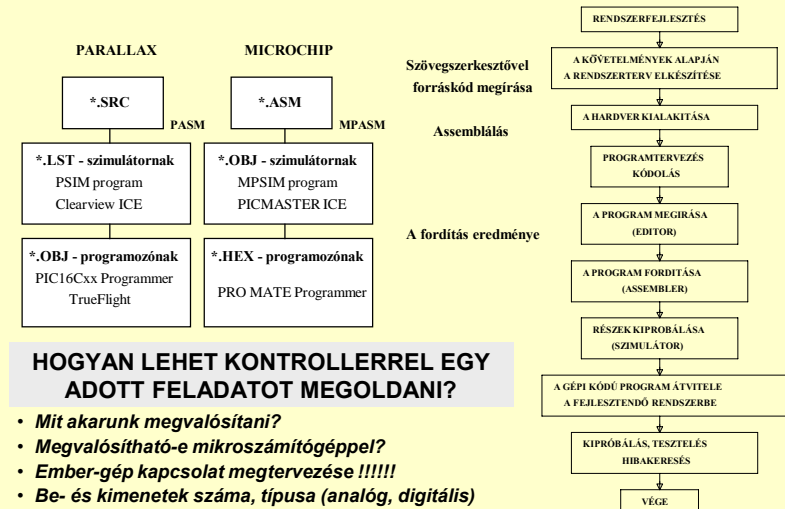 PARALLAX
*.SRC
PASM
*.LST - szimulátornak
PSIM program
Clearview ICE
*.OBJ - programozónak
PIC16Cxx Programmer
TrueFlight
MICROCHIP
*.ASM
MPASM
*.OBJ - szimulátornak
MPSIM program
PICMASTER ICE
*.HEX - programozónak
PRO MATE Programmer
Szövegszerkesztővel
forráskód megírása
Assemblálás
A fordítás eredménye
HOGYAN LEHET KONTROLLERREL EGY
ADOTT FELADATOT MEGOLDANI?
• Mit akarunk megvalósítani?
• Megvalósítható-e mikroszámítógéppel?
• Ember-gép kapcsolat megtervezése !!!!!!
• Be- és kimenetek száma, típusa (analóg, digitális)
RENDSZERFEJLESZTÉS
A KÖVETELMÉNYEK ALAPJÁN
A RENDSZERTERV ELKÉSZÍTÉSE
A HARDVER KIALAKITÁSA
PROGRAMTERVEZÉS
KÓDOLÁS
A PROGRAM MEGIRÁSA
(EDITOR)
A PROGRAM FORDITÁSA
(ASSEMBLER)
RÉSZEK KIPROBÁLÁSA
(SZIMULÁTOR)
A GÉPI KÓDÚ PROGRAM ÁTVITELE
A FEJLESZTENDŐ RENDSZERBE
KIPRÓBÁLÁS, TESZTELÉS
HIBAKERESÉS
VÉGE